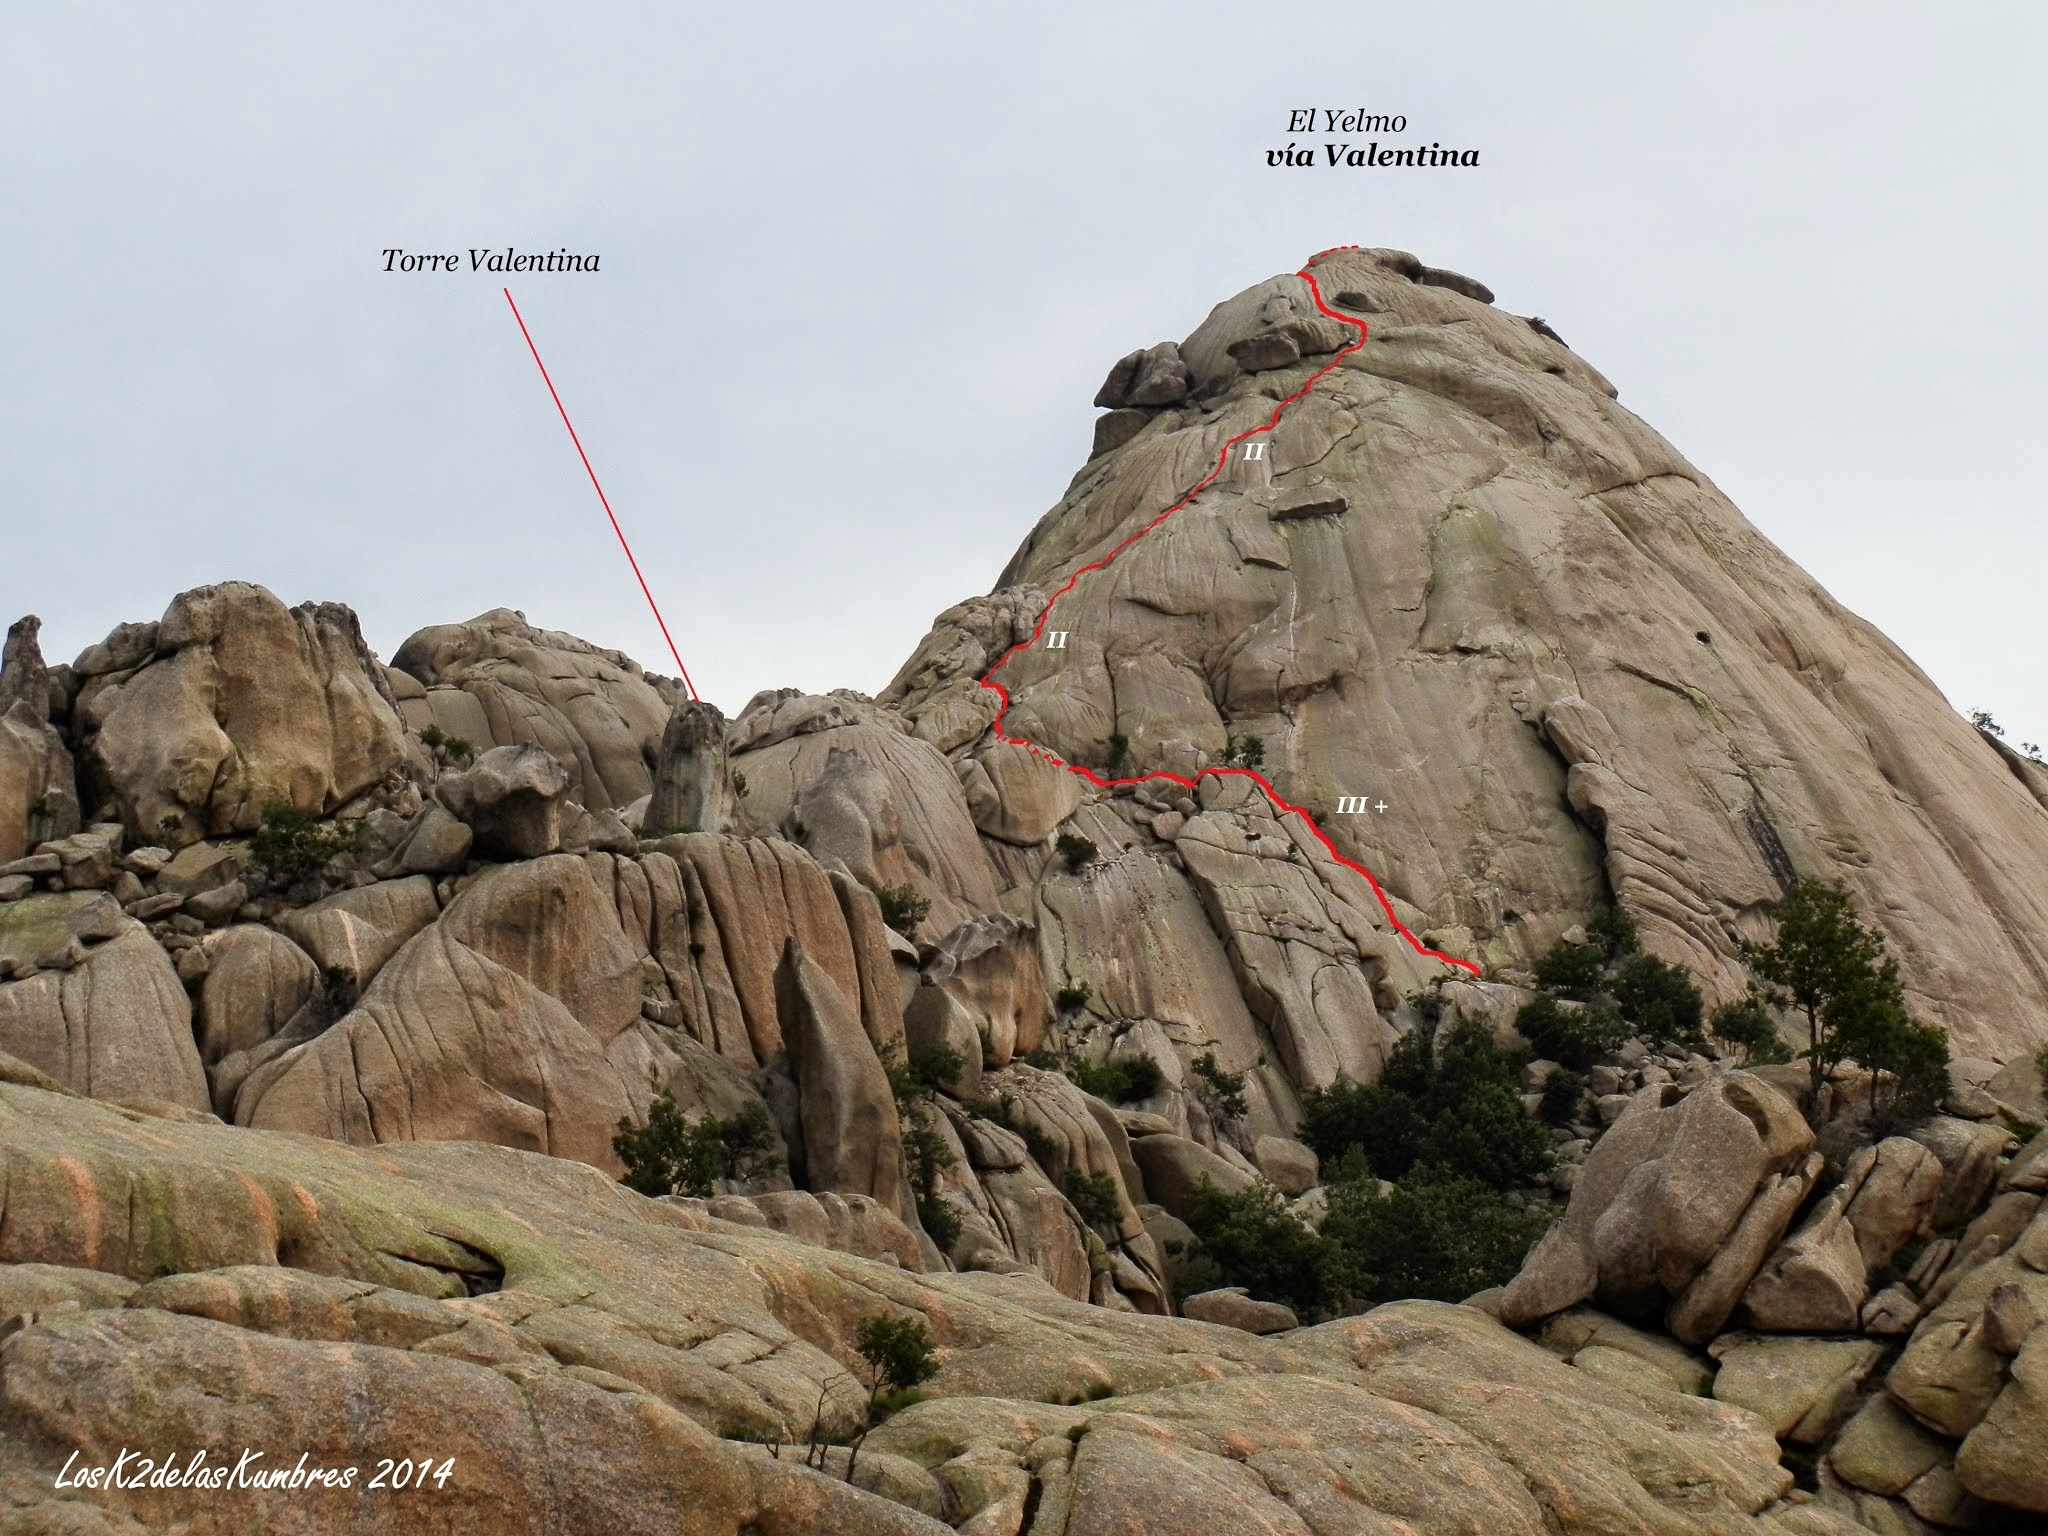 El Yelmo
vía Valentina
Torre Valentina
II
II
III +
LosK2delasKumbres 2014